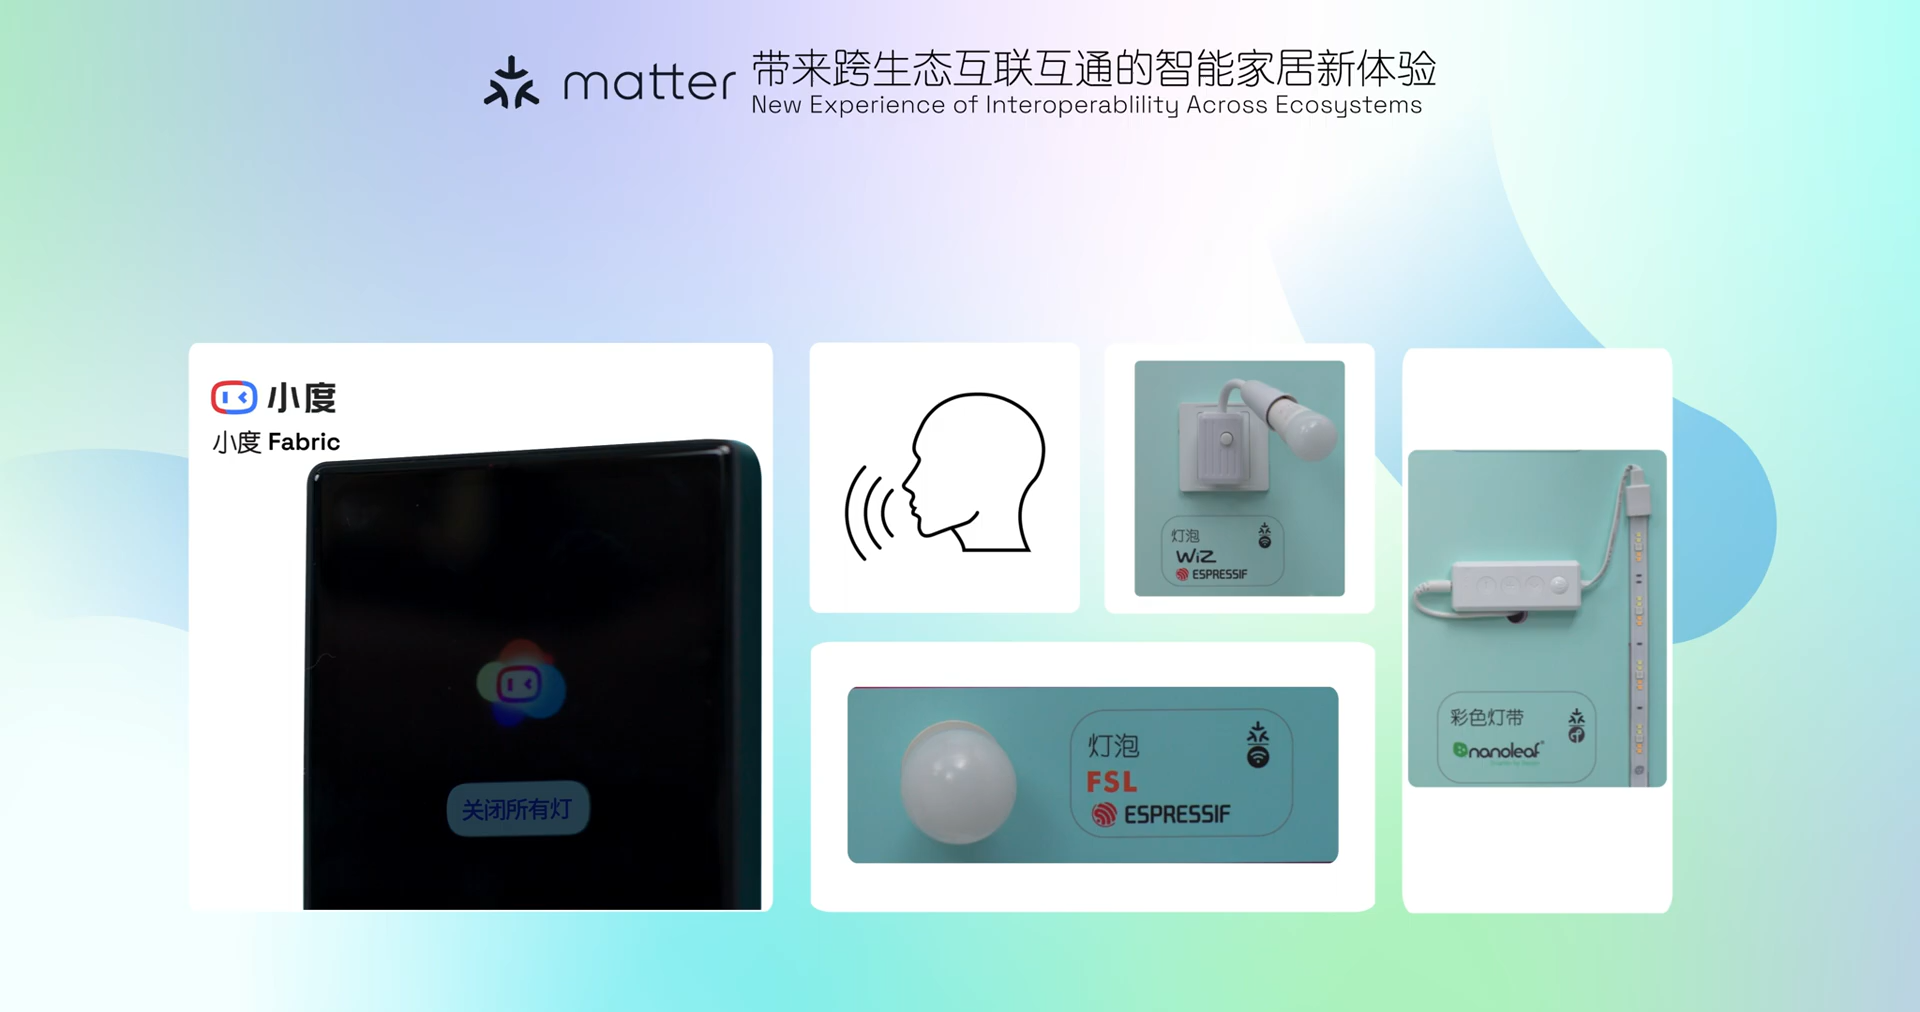 matter
带来跨生态互联互通的智能家居新体验
New Experience of Interoperablility Across Ecosystems
小度
小度 Fabric
关闭所有灯
灯泡
WiZ
ESPRESSIF
灯泡
FSL
ESPRESSIF
彩色灯带
nanoleaf